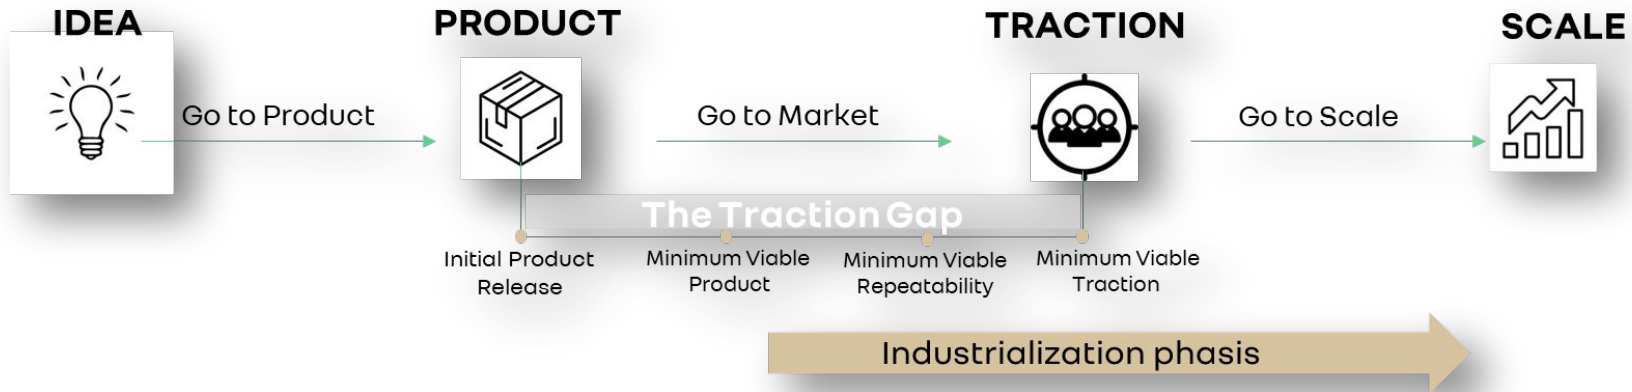 IDEA
PRODUCT
TRACTION
SCALE
Go to Product
Go to Market
Go to Scale
The Traction Gap
Initial Product
Release
Minimum Viable
Product
Minimum Viable
Repeatability
Minimum Viable
Traction
Industrialization phasis